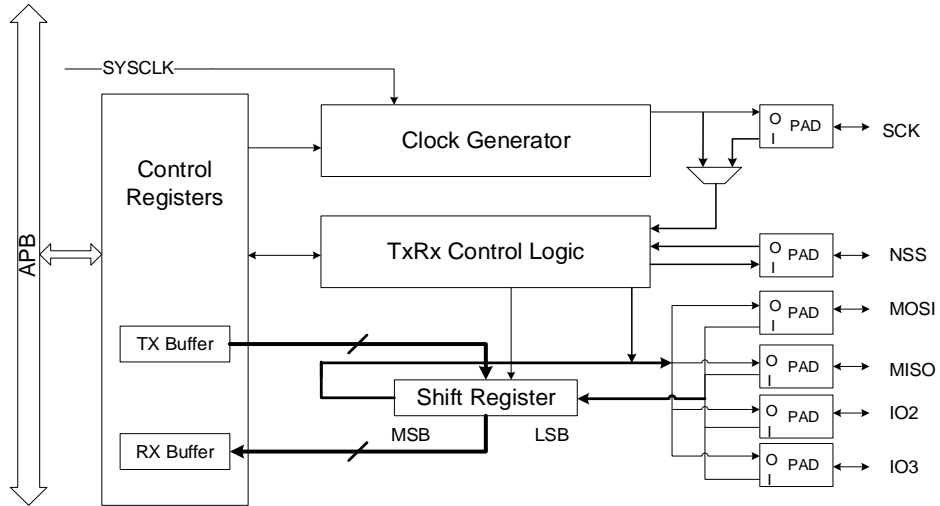 SYSCLK
Clock Generator
O
I
PAD
SCK
Control
Registers
APB
TxRx Control Logic
O
I
PAD
NSS
O
I
PAD
MOSI
TX Buffer
O
I
PAD
MISO
Shift Register
MSB
LSB
O
I
PAD
IO2
RX Buffer
O
I
PAD
IO3